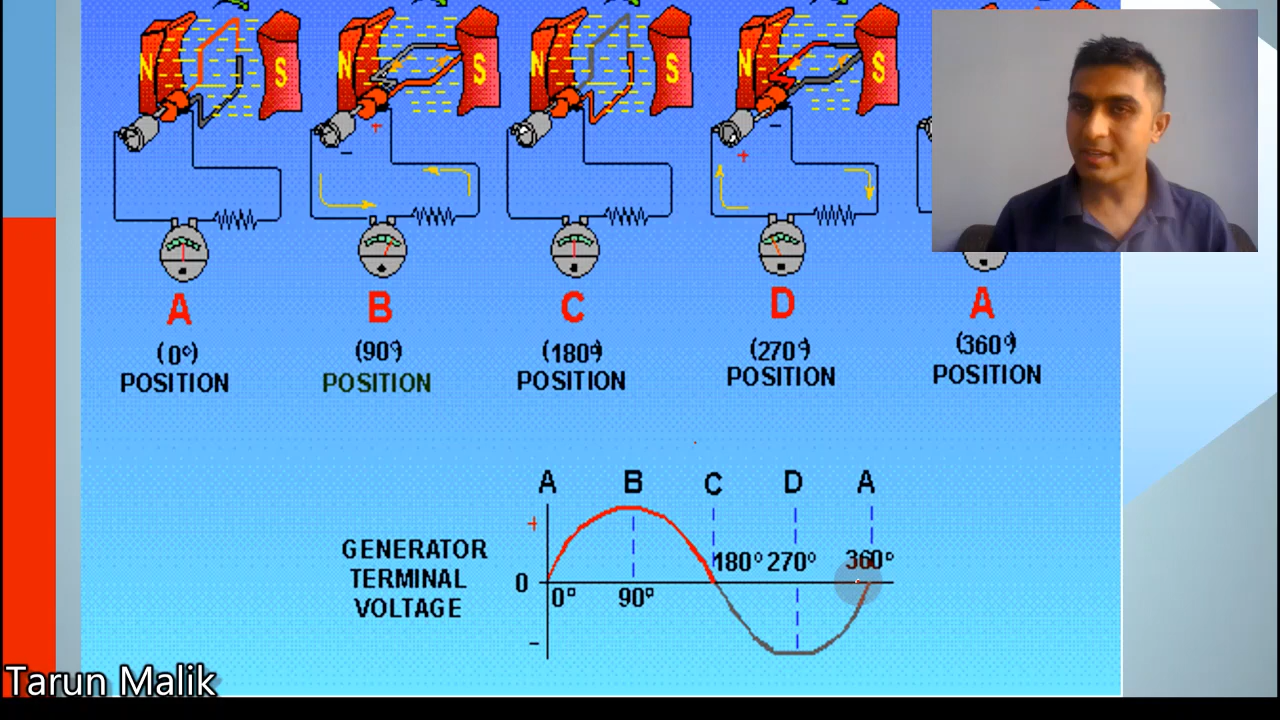 N S N S N S N S
+ − − +
A B C D A
(0°) (90°) (180°) (270°) (360°)
POSITION POSITION POSITION POSITION POSITION
A B C D A
+
GENERATOR
TERMINAL
VOLTAGE
180° 270° 360°
0
0° 90°
−
Tarun Malik